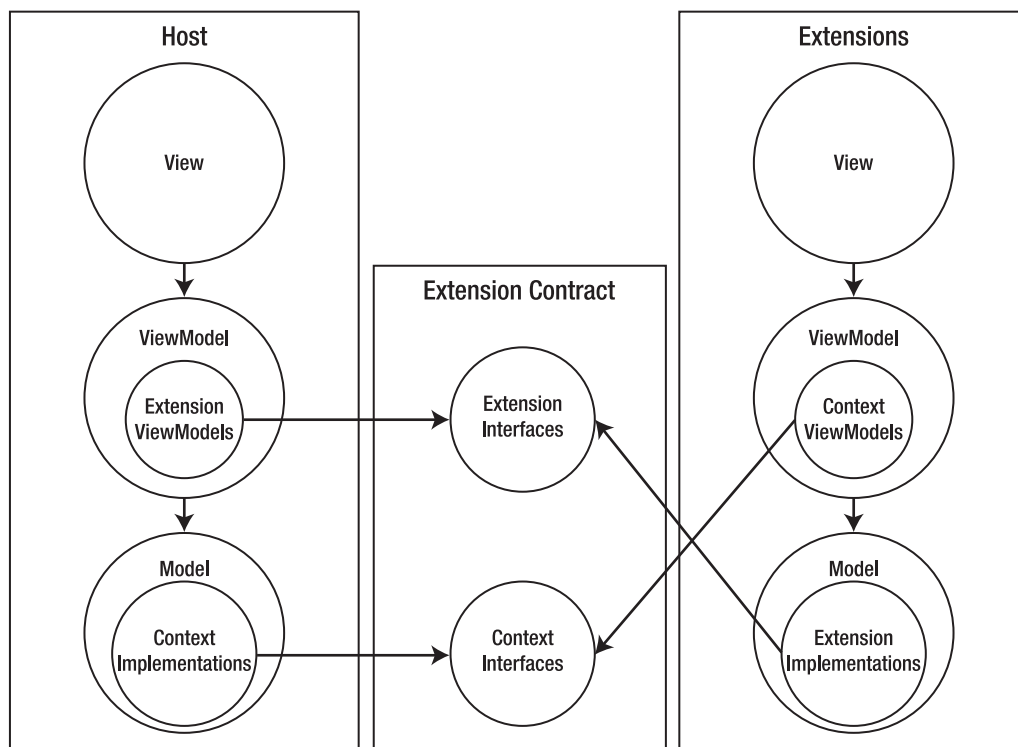 Host
View
ViewModel
Extension
ViewModels
Model
Context
Implementations
Extension Contract
Extension
Interfaces
Context
Interfaces
Extensions
View
ViewModel
Context
ViewModels
Model
Extension
Implementations